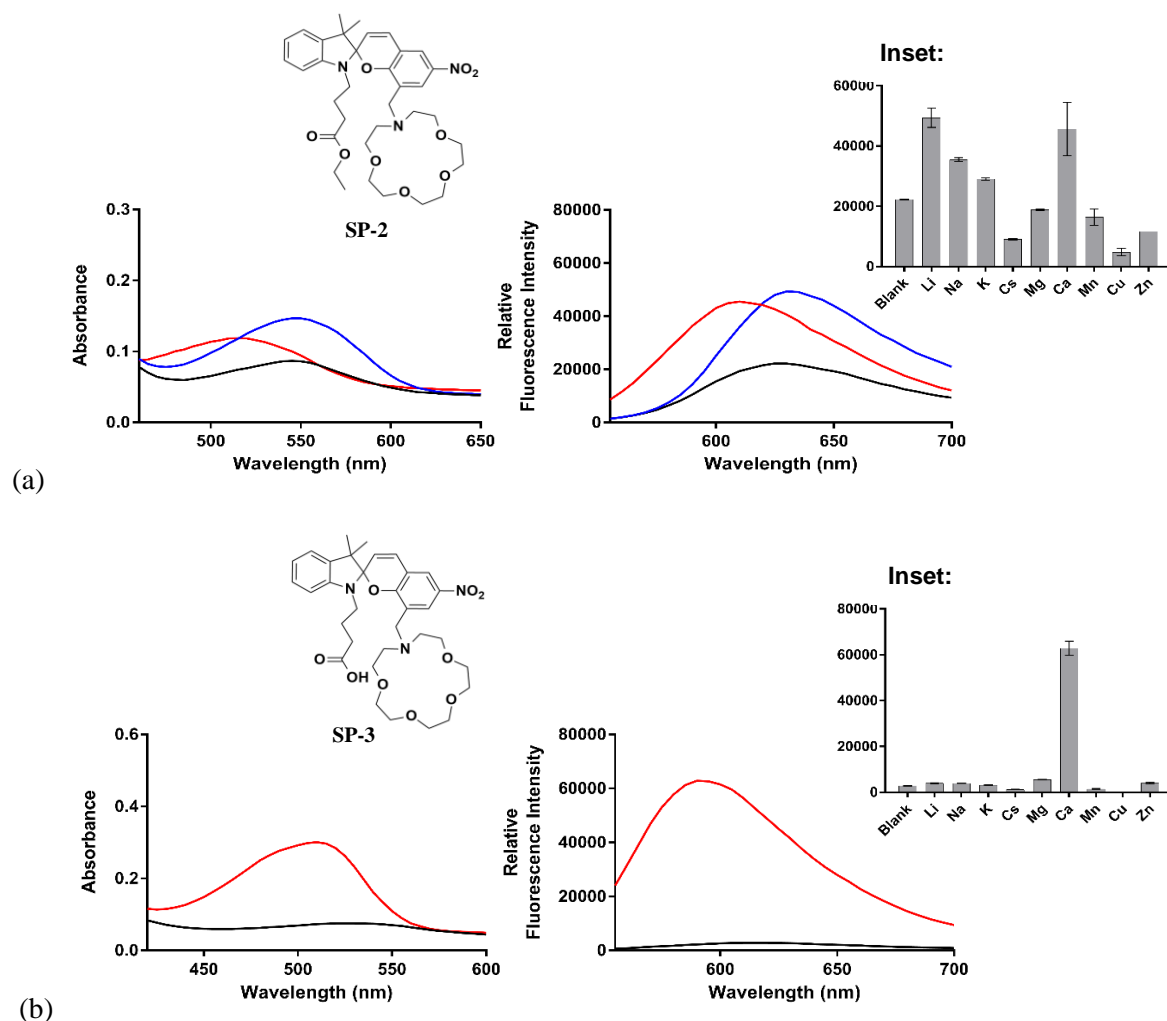 NO₂
N
O
O
O
N
O
O
O
O
SP-2
Inset:
60000
40000
20000
0
Blank
Li
Na
K
Cs
Mg
Ca
Mn
Cu
Zn
0.3
0.2
0.1
0.0
Absorbance
500
550
600
650
Wavelength (nm)
80000
60000
40000
20000
0
Relative
Fluorescence Intensity
600
650
700
Wavelength (nm)
(a)
NO₂
N
O
O
OH
N
O
O
O
O
SP-3
Inset:
80000
60000
40000
20000
0
Blank
Li
Na
K
Cs
Mg
Ca
Mn
Cu
Zn
0.6
0.4
0.2
0.0
Absorbance
450
500
550
600
Wavelength (nm)
80000
60000
40000
20000
0
Relative
Fluorescence Intensity
600
650
700
Wavelength (nm)
(b)